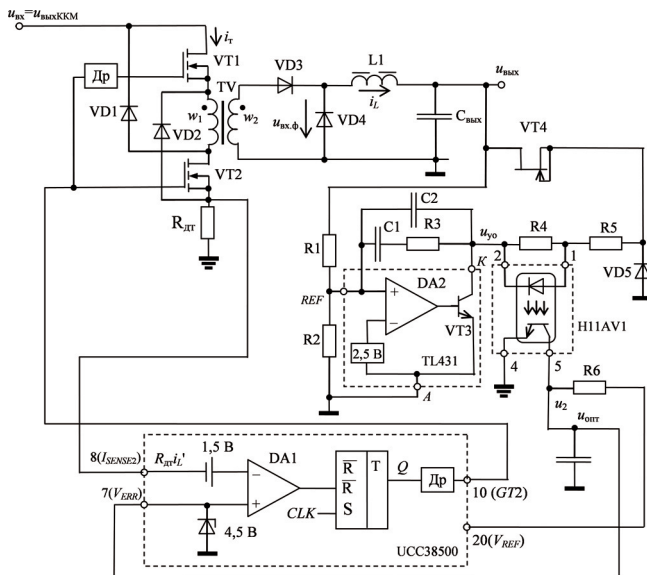 uвх=uвыхККМ
iт
VT1
TV
VD3
L1
uвых
Др
VD1
w1
w2
VD2
iL
uвх.ф
VD4
Cвых
VT4
VT2
Rдт
C2
C1
R3
uуо
R4
R5
R1
K
2
1
DA2
VD5
REF
+
−
VT3
H11AV1
R2
2,5 В
TL431
4
5
R6
A
u2
uопт
8(ISENSE2)
RдтiL'
1,5 В
DA1
−
R
T
Q
R
Др
10 (GT2)
7(VERR)
+
S
CLK
4,5 В
20(VREF)
UCC38500